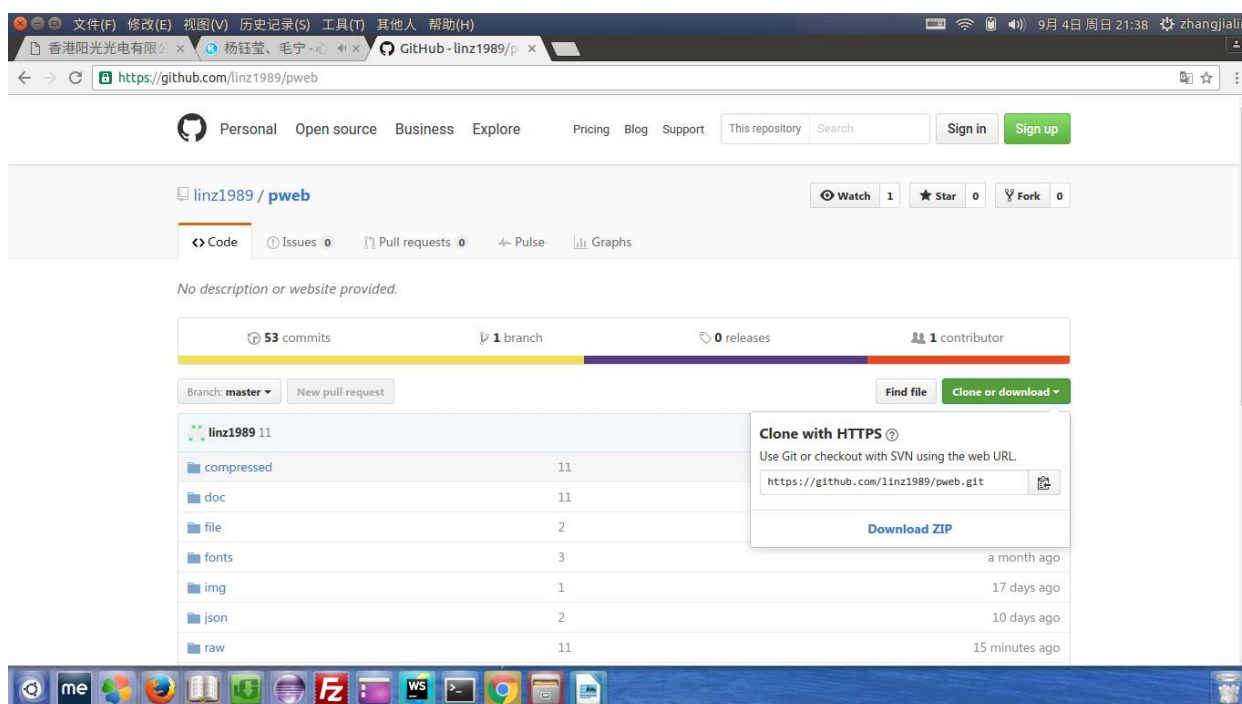 文件(F) 修改(E) 视图(V) 历史记录(S) 工具(T) 其他人 帮助(H) 9月 4日 周日 21:38 zhangjiali
香港阳光光电有限 杨钰莹、毛宁-心 GitHub - linz1989/p
https://github.com/linz1989/pweb
Personal Open source Business Explore Pricing Blog Support This repository Search Sign in Sign up
linz1989 / pweb Watch 1 Star 0 Fork 0
Code Issues 0 Pull requests 0 Pulse Graphs
No description or website provided.
53 commits 1 branch 0 releases 1 contributor
Branch: master New pull request Find file Clone or download
linz1989 11
Clone with HTTPS
Use Git or checkout with SVN using the web URL.
https://github.com/linz1989/pweb.git
Download ZIP
compressed 11
doc 11
file 2
fonts 3 a month ago
img 1 17 days ago
json 2 10 days ago
raw 11 15 minutes ago
me Fz WS >_